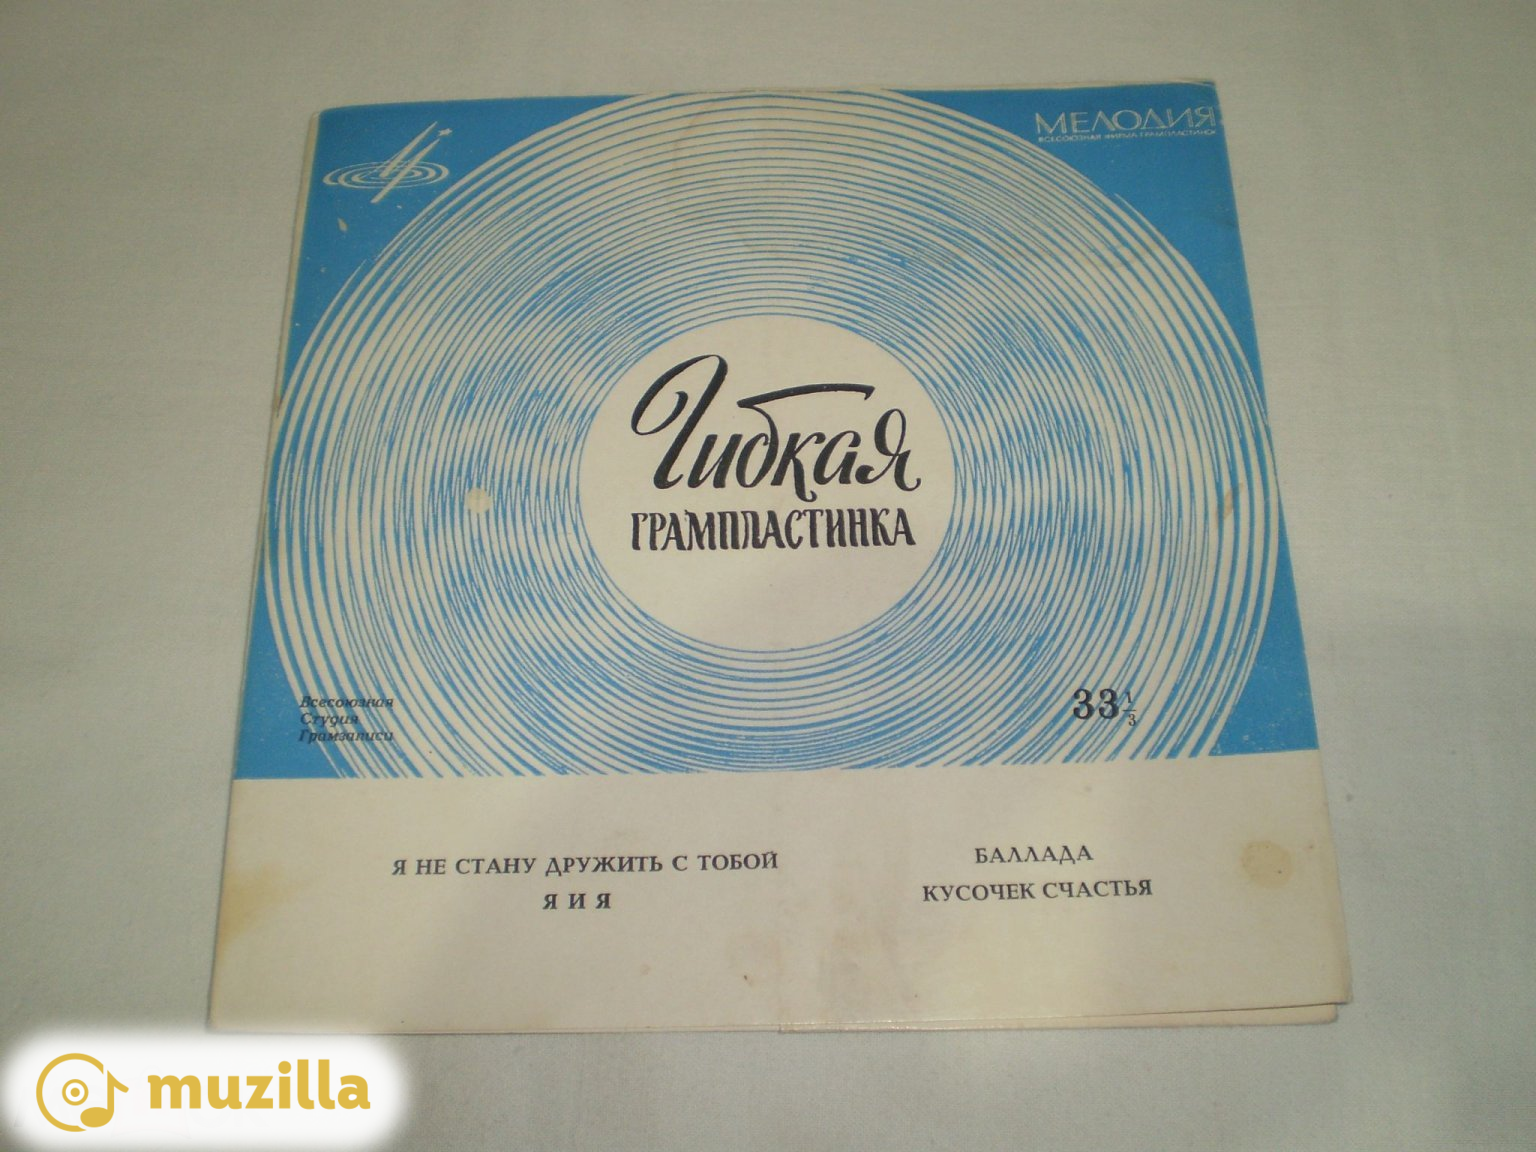 МЕЛОДИЯ
ВСЕСОЮЗНАЯ ФИРМА ГРАМПЛАСТИНОК
Гибкая
ГРАМПЛАСТИНКА
Всесоюзная
Студия
Грамзаписи
33 1/3
Я НЕ СТАНУ ДРУЖИТЬ С ТОБОЙ
Я И Я
БАЛЛАДА
КУСОЧЕК СЧАСТЬЯ
muzilla